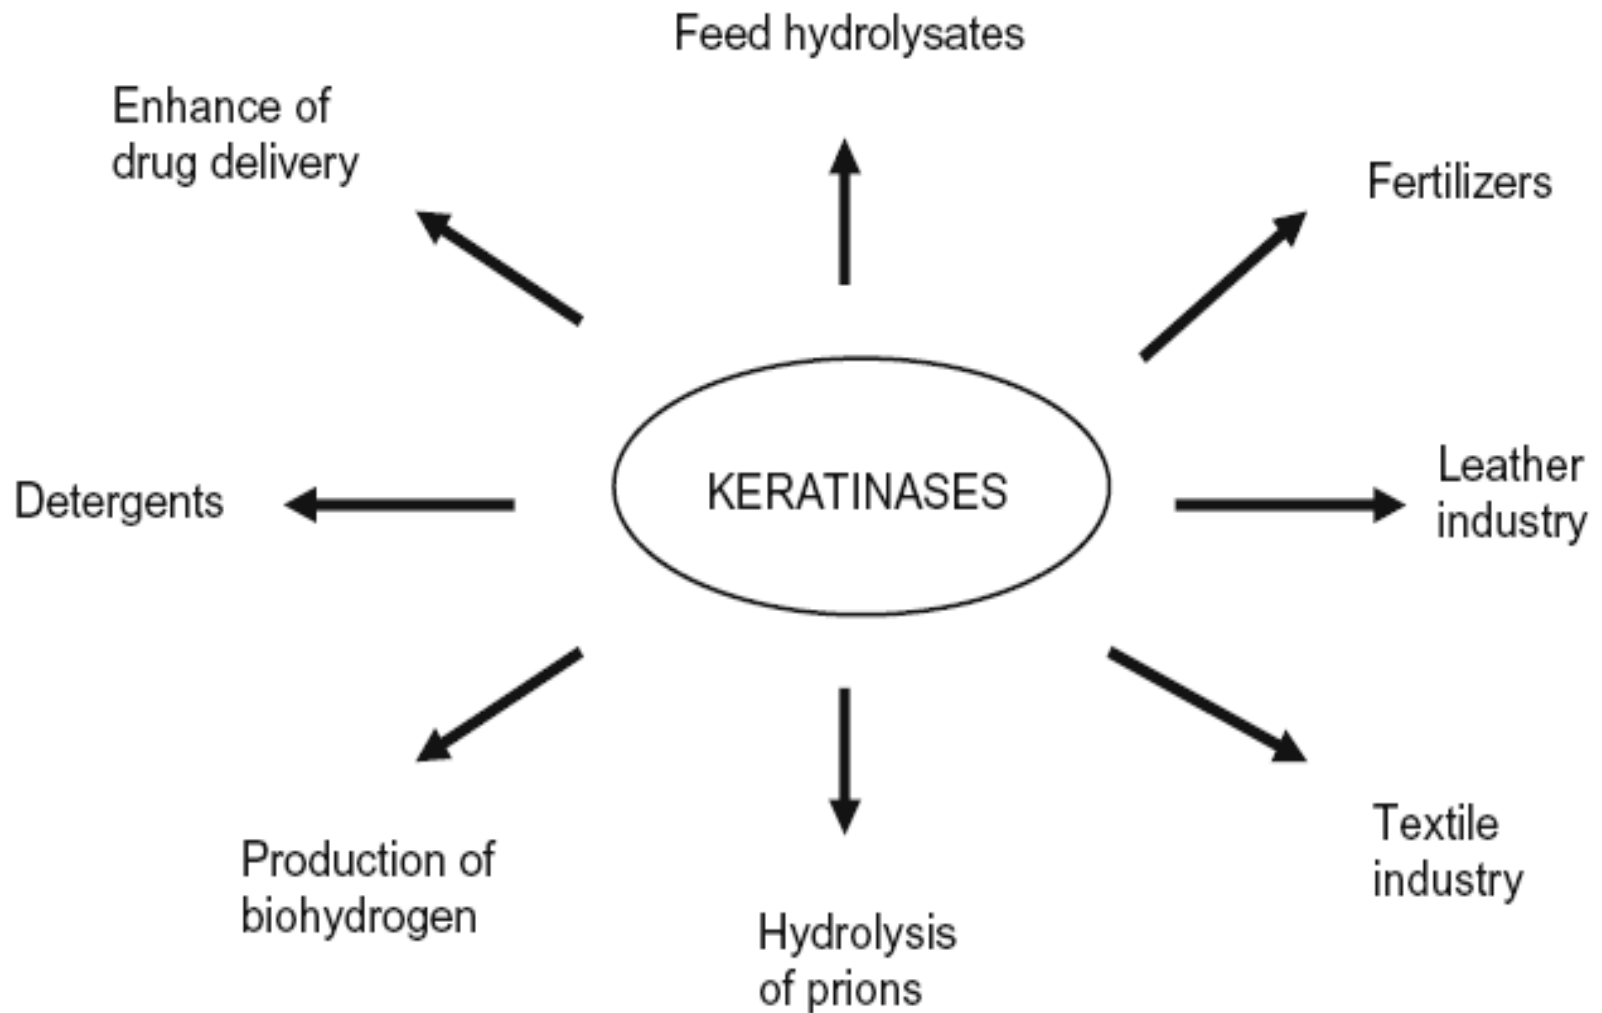 Feed hydrolysates
Enhance of
drug delivery
Fertilizers
KERATINASES
Leather
industry
Detergents
Textile
industry
Production of
biohydrogen
Hydrolysis
of prions